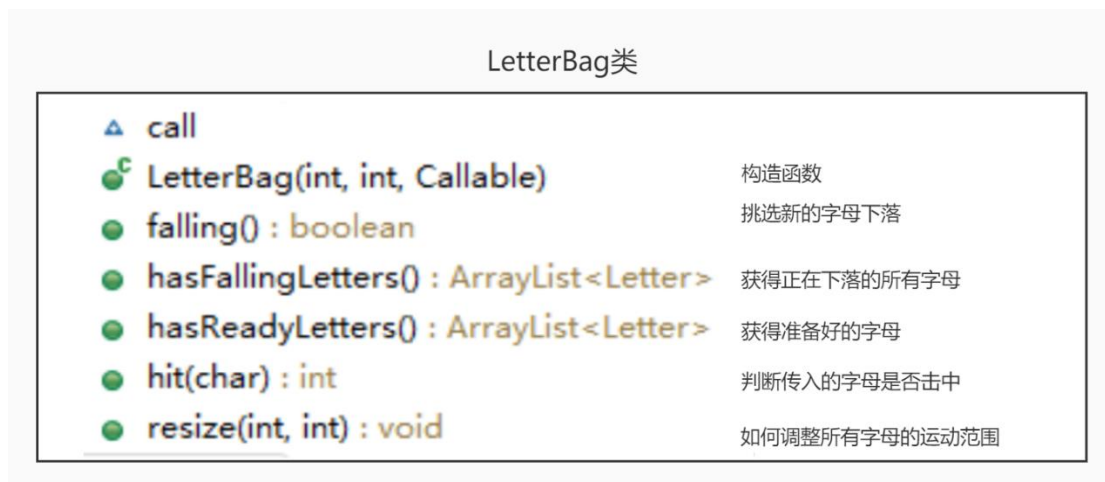 LetterBag类
call
LetterBag(int, int, Callable) 构造函数
falling() : boolean 挑选新的字母下落
hasFallingLetters() : ArrayList<Letter> 获得正在下落的所有字母
hasReadyLetters() : ArrayList<Letter> 获得准备好的字母
hit(char) : int 判断传入的字母是否击中
resize(int, int) : void 如何调整所有字母的运动范围